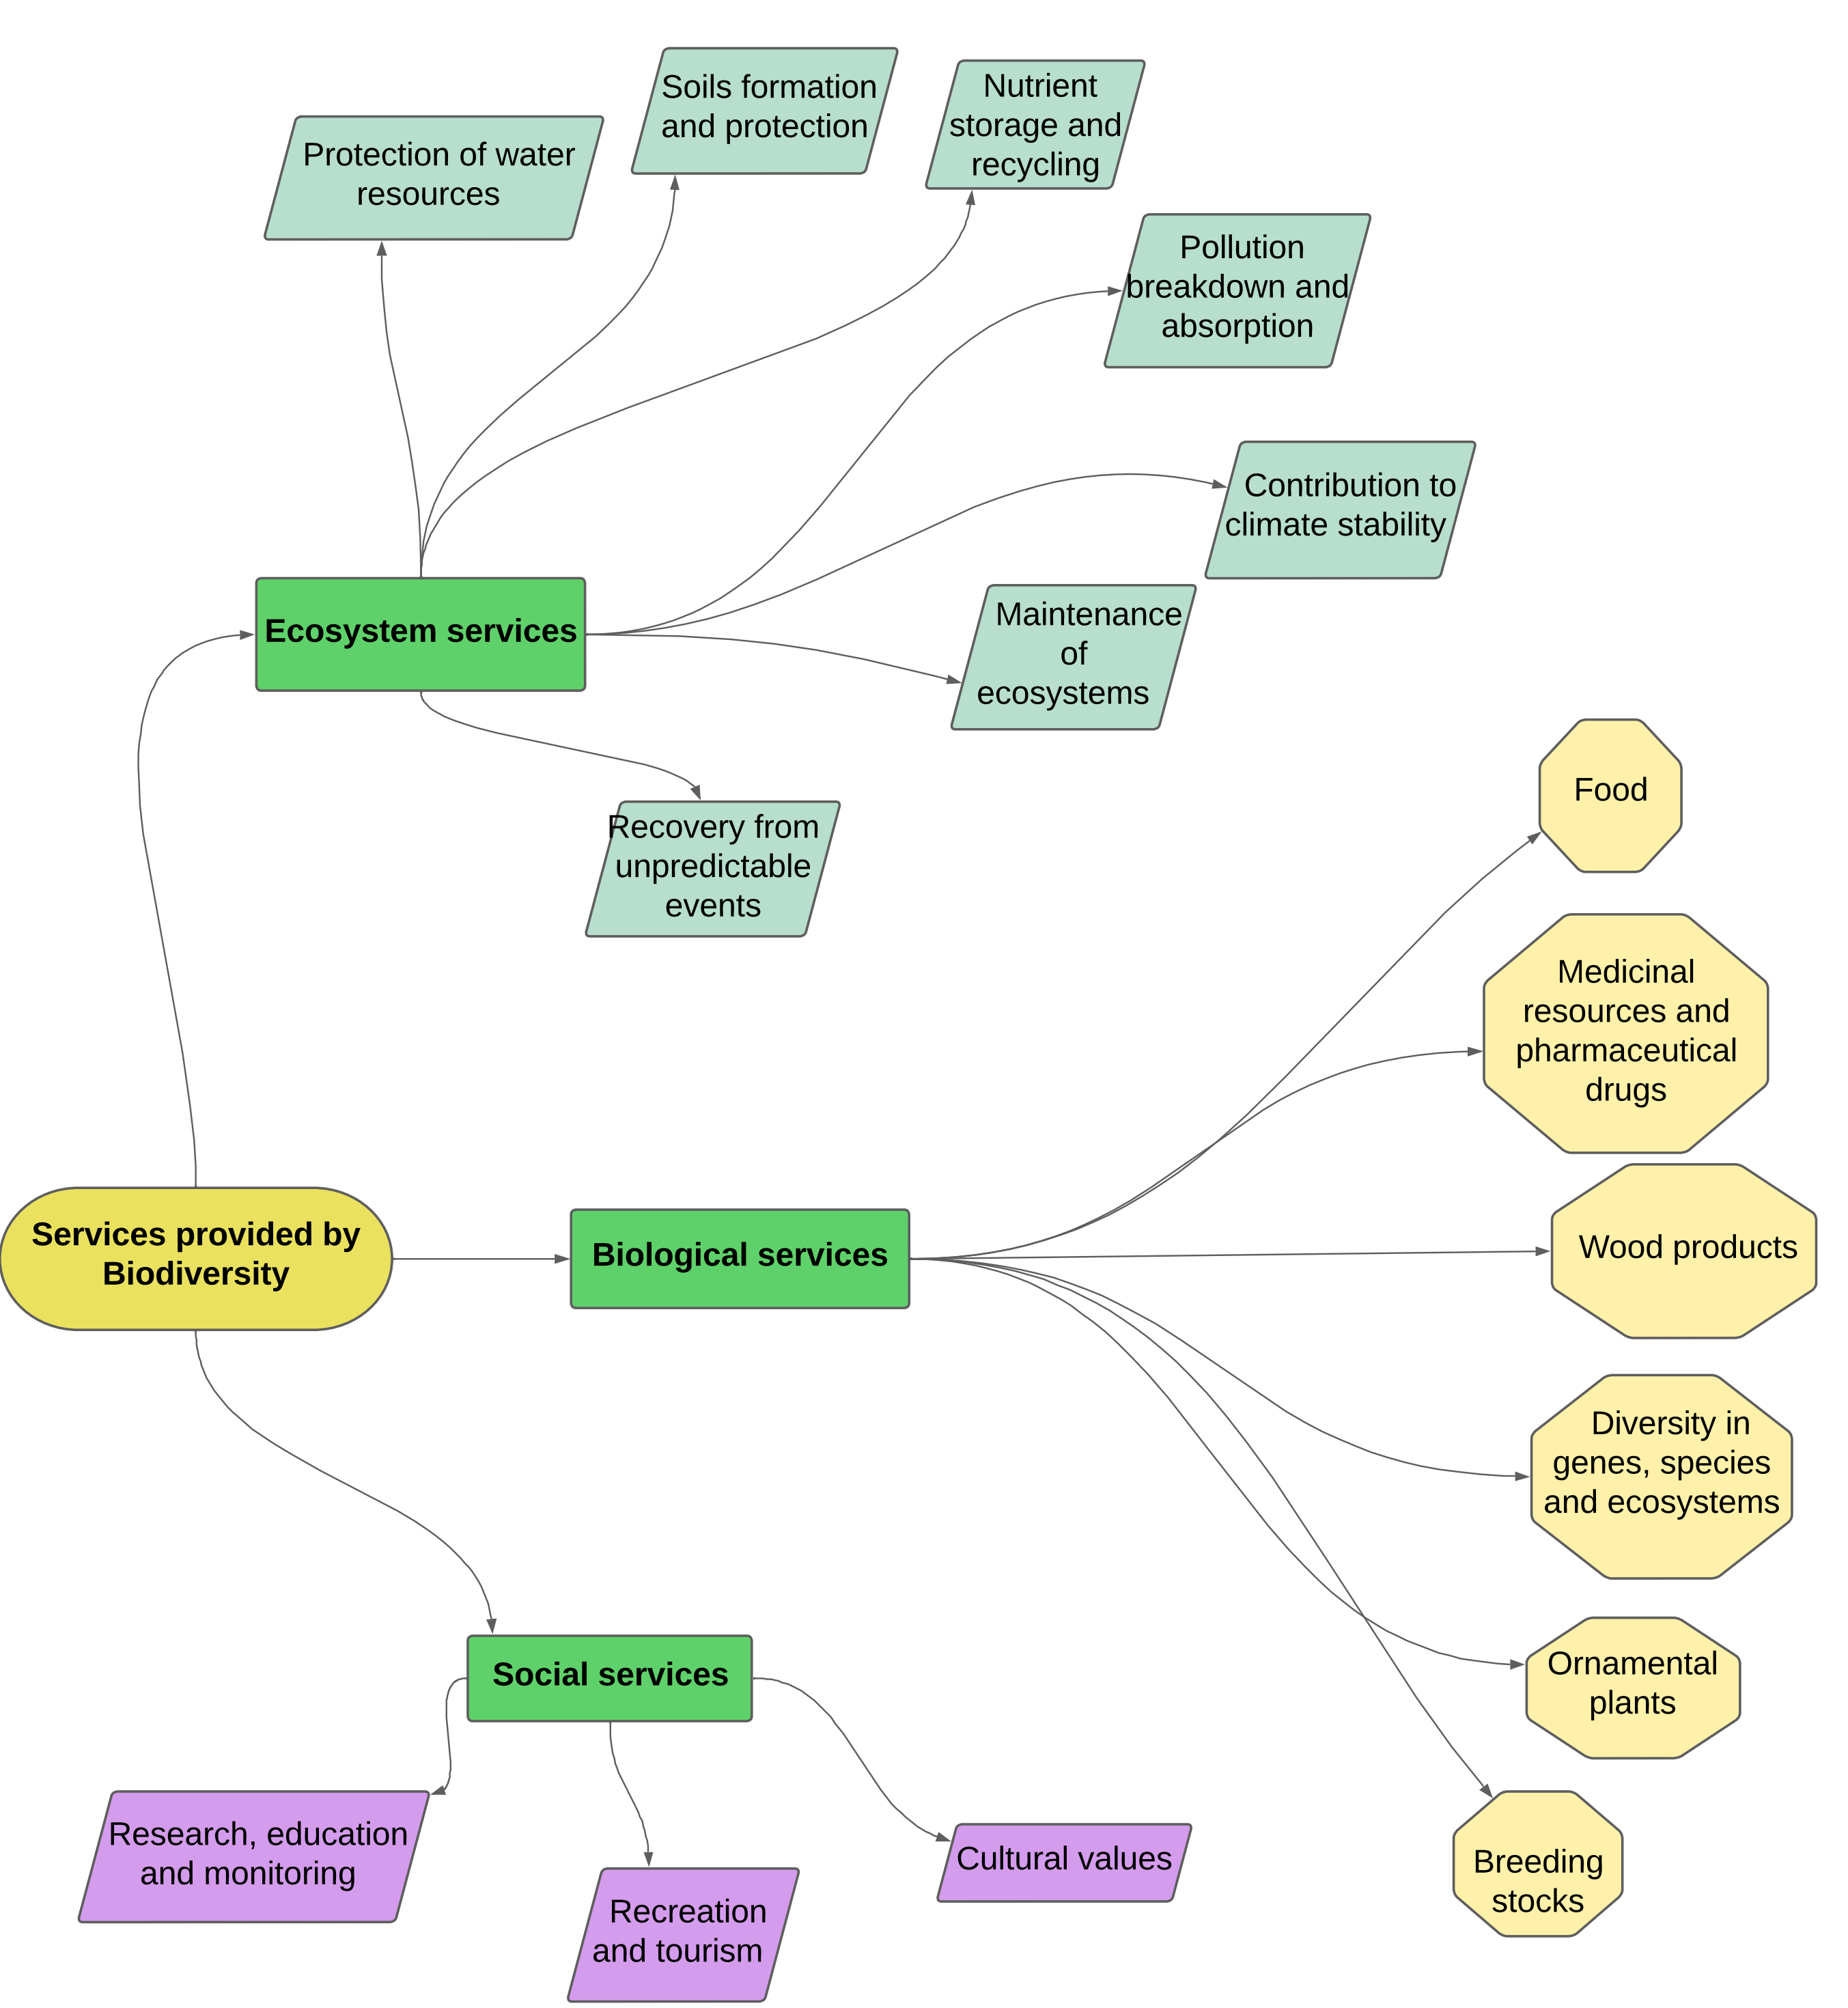 Soils formation
and protection
Nutrient
storage and
recycling
Protection of water
resources
Pollution
breakdown and
absorption
Contribution to
climate stability
Ecosystem services
Maintenance
of
ecosystems
Recovery from
unpredictable
events
Food
Medicinal
resources and
pharmaceutical
drugs
Services provided by
Biodiversity
Biological services
Wood products
Diversity in
genes, species
and ecosystems
Ornamental
plants
Breeding
stocks
Social services
Research, education
and monitoring
Recreation
and tourism
Cultural values